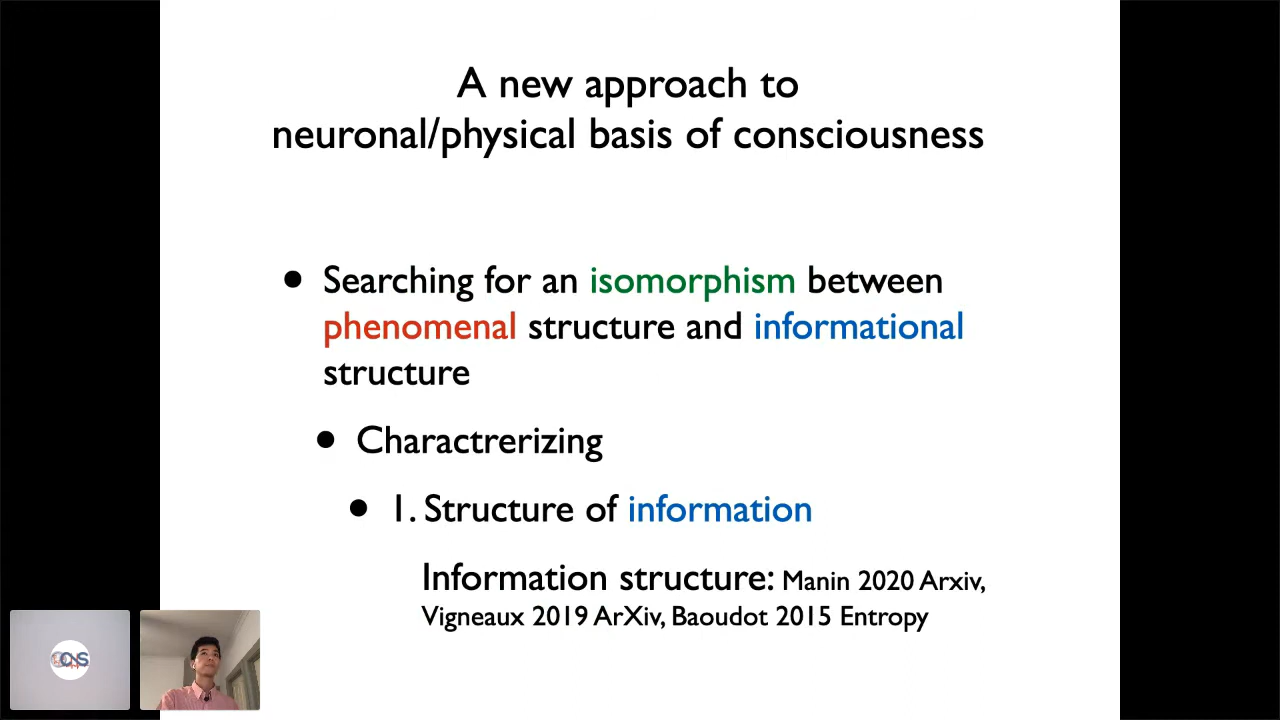 A new approach to
neuronal/physical basis of consciousness
• Searching for an isomorphism between
phenomenal structure and informational
structure
• Charactrerizing
• 1. Structure of information
Information structure: Manin 2020 Arxiv,
Vigneaux 2019 ArXiv, Baoudot 2015 Entropy